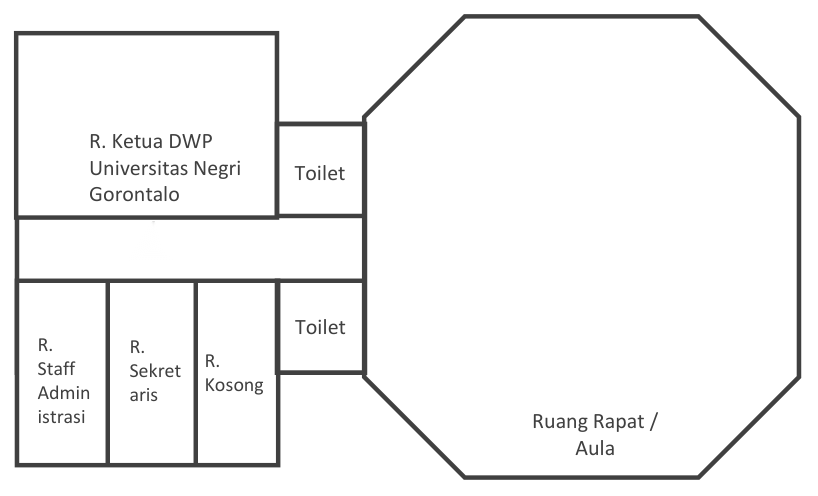 R. Ketua DWP
Universitas Negri
Gorontalo
Toilet
Toilet
R.
Staff
Admin
istrasi
R.
Sekret
aris
R.
Kosong
Ruang Rapat /
Aula